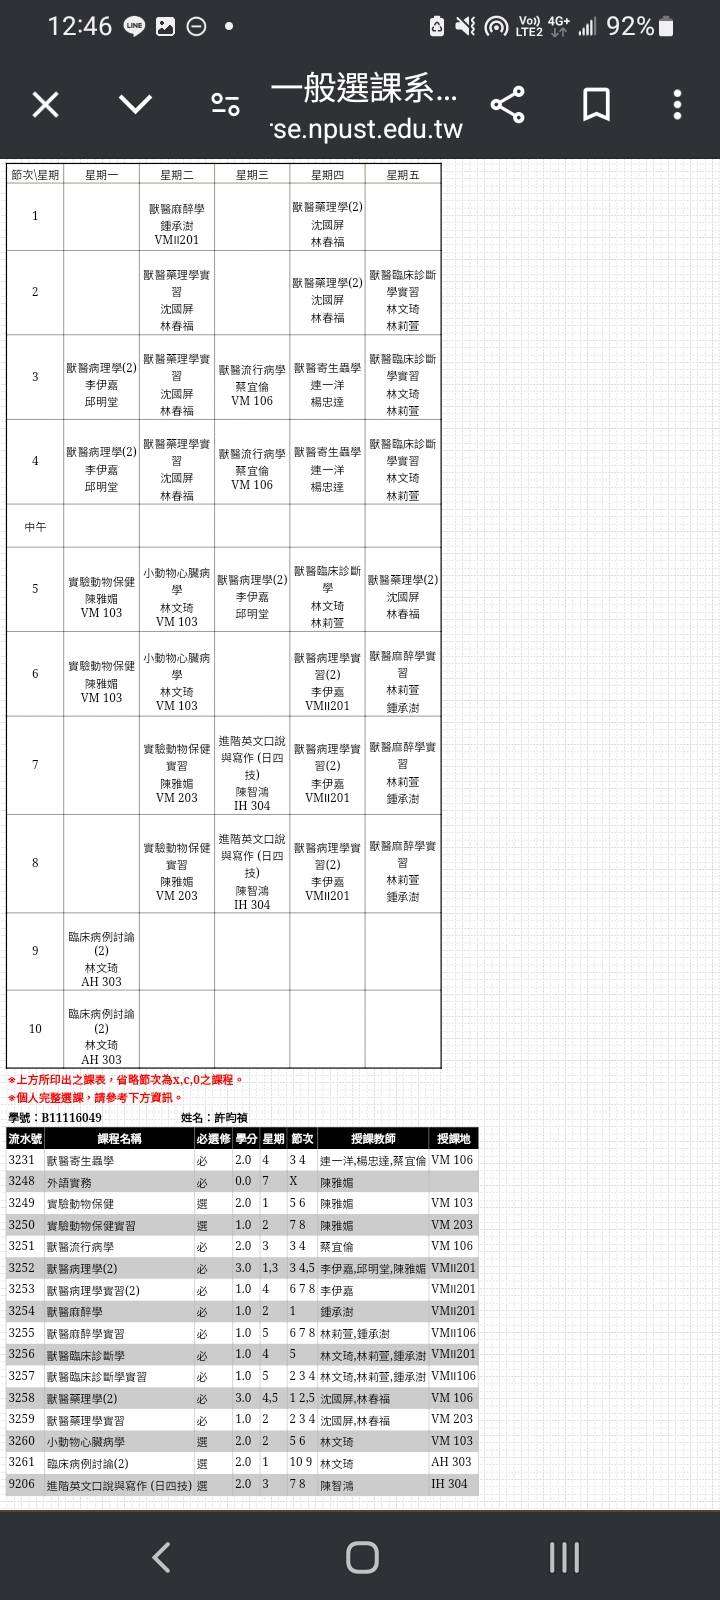 12:46
Vo)) LTE2 4G+ 92%
一般選課系...
se.npust.edu.tw
節次\星期 星期一 星期二 星期三 星期四 星期五
1 獸醫麻醉學 鍾承澍 VMII201 獸醫藥理學(2) 沈國屏 林春福
2 獸醫藥理學實習 沈國屏 林春福 獸醫藥理學(2) 沈國屏 林春福 獸醫臨床診斷學實習 林文琦 林莉萱
3 獸醫病理學(2) 李伊嘉 邱明堂 獸醫藥理學實習 沈國屏 林春福 獸醫流行病學 蔡宜倫 VM 106 獸醫寄生蟲學 連一洋 楊忠達 獸醫臨床診斷學實習 林文琦 林莉萱
4 獸醫病理學(2) 李伊嘉 邱明堂 獸醫藥理學實習 沈國屏 林春福 獸醫流行病學 蔡宜倫 VM 106 獸醫寄生蟲學 連一洋 楊忠達 獸醫臨床診斷學實習 林文琦 林莉萱
中午
5 實驗動物保健 陳雅媚 VM 103 小動物心臟病學 林文琦 VM 103 獸醫病理學(2) 李伊嘉 邱明堂 獸醫臨床診斷學 林文琦 林莉萱 獸醫藥理學(2) 沈國屏 林春福
6 實驗動物保健 陳雅媚 VM 103 小動物心臟病學 林文琦 VM 103 獸醫病理學實習(2) 李伊嘉 VMII201 獸醫麻醉學實習 林莉萱 鍾承澍
7 實驗動物保健實習 陳雅媚 VM 203 進階英文口說與寫作 (日四技) 陳智鴻 IH 304 獸醫病理學實習(2) 李伊嘉 VMII201 獸醫麻醉學實習 林莉萱 鍾承澍
8 實驗動物保健實習 陳雅媚 VM 203 進階英文口說與寫作 (日四技) 陳智鴻 IH 304 獸醫病理學實習(2) 李伊嘉 VMII201 獸醫麻醉學實習 林莉萱 鍾承澍
9 臨床病例討論(2) 林文琦 AH 303
10 臨床病例討論(2) 林文琦 AH 303
※上方所印出之課表，省略節次為x,c,0之課程。
※個人完整選課，請參考下方資訊。
學號：B11116049 姓名：許昀禎
流水號 課程名稱 必選修 學分 星期 節次 授課教師 授課地
3231 獸醫寄生蟲學 必 2.0 4 3 4 連一洋,楊忠達,蔡宜倫 VM 106
3248 外語實務 必 0.0 7 X 陳雅媚
3249 實驗動物保健 選 2.0 1 5 6 陳雅媚 VM 103
3250 實驗動物保健實習 選 1.0 2 7 8 陳雅媚 VM 203
3251 獸醫流行病學 必 2.0 3 3 4 蔡宜倫 VM 106
3252 獸醫病理學(2) 必 3.0 1,3 3 4,5 李伊嘉,邱明堂,陳雅媚 VMII201
3253 獸醫病理學實習(2) 必 1.0 4 6 7 8 李伊嘉 VMII201
3254 獸醫麻醉學 必 1.0 2 1 鍾承澍 VMII201
3255 獸醫麻醉學實習 必 1.0 5 6 7 8 林莉萱,鍾承澍 VMII106
3256 獸醫臨床診斷學 必 1.0 4 5 林文琦,林莉萱,鍾承澍 VMII201
3257 獸醫臨床診斷學實習 必 1.0 5 2 3 4 林文琦,林莉萱,鍾承澍 VMII106
3258 獸醫藥理學(2) 必 3.0 4,5 1 2,5 沈國屏,林春福 VM 106
3259 獸醫藥理學實習 必 1.0 2 2 3 4 沈國屏,林春福 VM 203
3260 小動物心臟病學 選 2.0 2 5 6 林文琦 VM 103
3261 臨床病例討論(2) 選 2.0 1 10 9 林文琦 AH 303
9206 進階英文口說與寫作 (日四技) 選 2.0 3 7 8 陳智鴻 IH 304